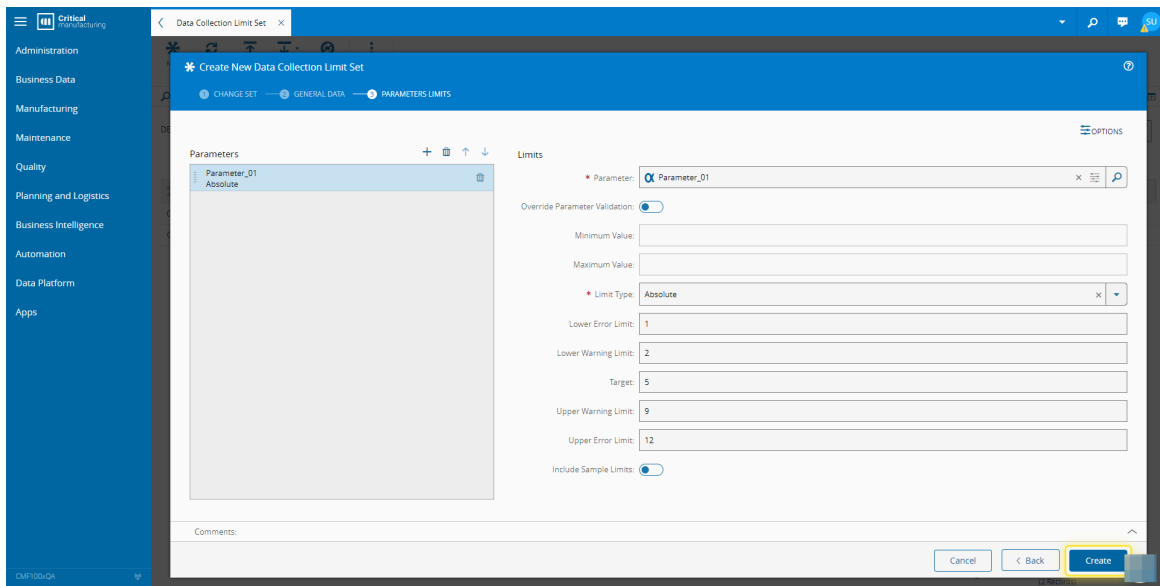 Critical
manufacturing
Data Collection Limit Set
SU
Administration
Business Data
Manufacturing
Maintenance
Quality
Planning and Logistics
Business Intelligence
Automation
Data Platform
Apps
CMF100xQA
Create New Data Collection Limit Set
1 CHANGE SET
2 GENERAL DATA
3 PARAMETERS LIMITS
OPTIONS
Parameters
Parameter_01
Absolute
Limits
* Parameter: Parameter_01
Override Parameter Validation:
Minimum Value:
Maximum Value:
* Limit Type: Absolute
Lower Error Limit: 1
Lower Warning Limit: 2
Target: 5
Upper Warning Limit: 9
Upper Error Limit: 12
Include Sample Limits:
Comments:
Cancel
< Back
Create
(2 Records)